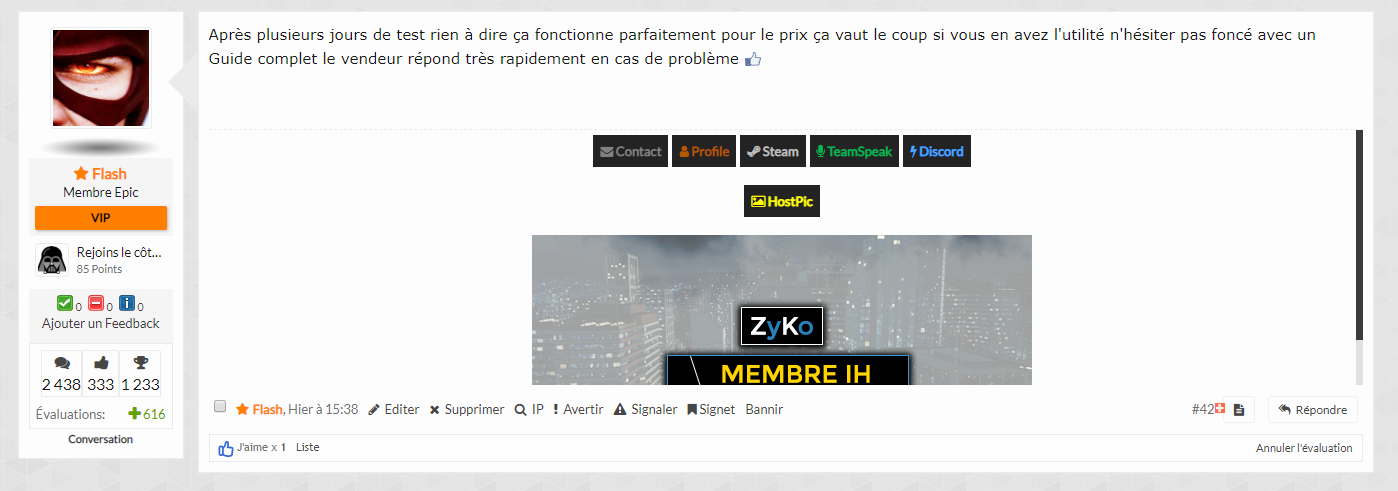 Après plusieurs jours de test rien à dire ça fonctionne parfaitement pour le prix ça vaut le coup si vous en avez l'utilité n'hésiter pas foncé avec un
Guide complet le vendeur répond très rapidement en cas de problème
Flash
Membre Epic
VIP
Rejoins le côt...
85 Points
0 0 0
Ajouter un Feedback
2 438 333 1 233
Évaluations: 616
Conversation
Contact Profile Steam TeamSpeak Discord
HostPic
ZyKo
MEMBRE IH
Flash, Hier à 15:38 Editer Supprimer IP Avertir Signaler Signet Bannir #42 Répondre
J'aime x 1 Liste Annuler l'évaluation